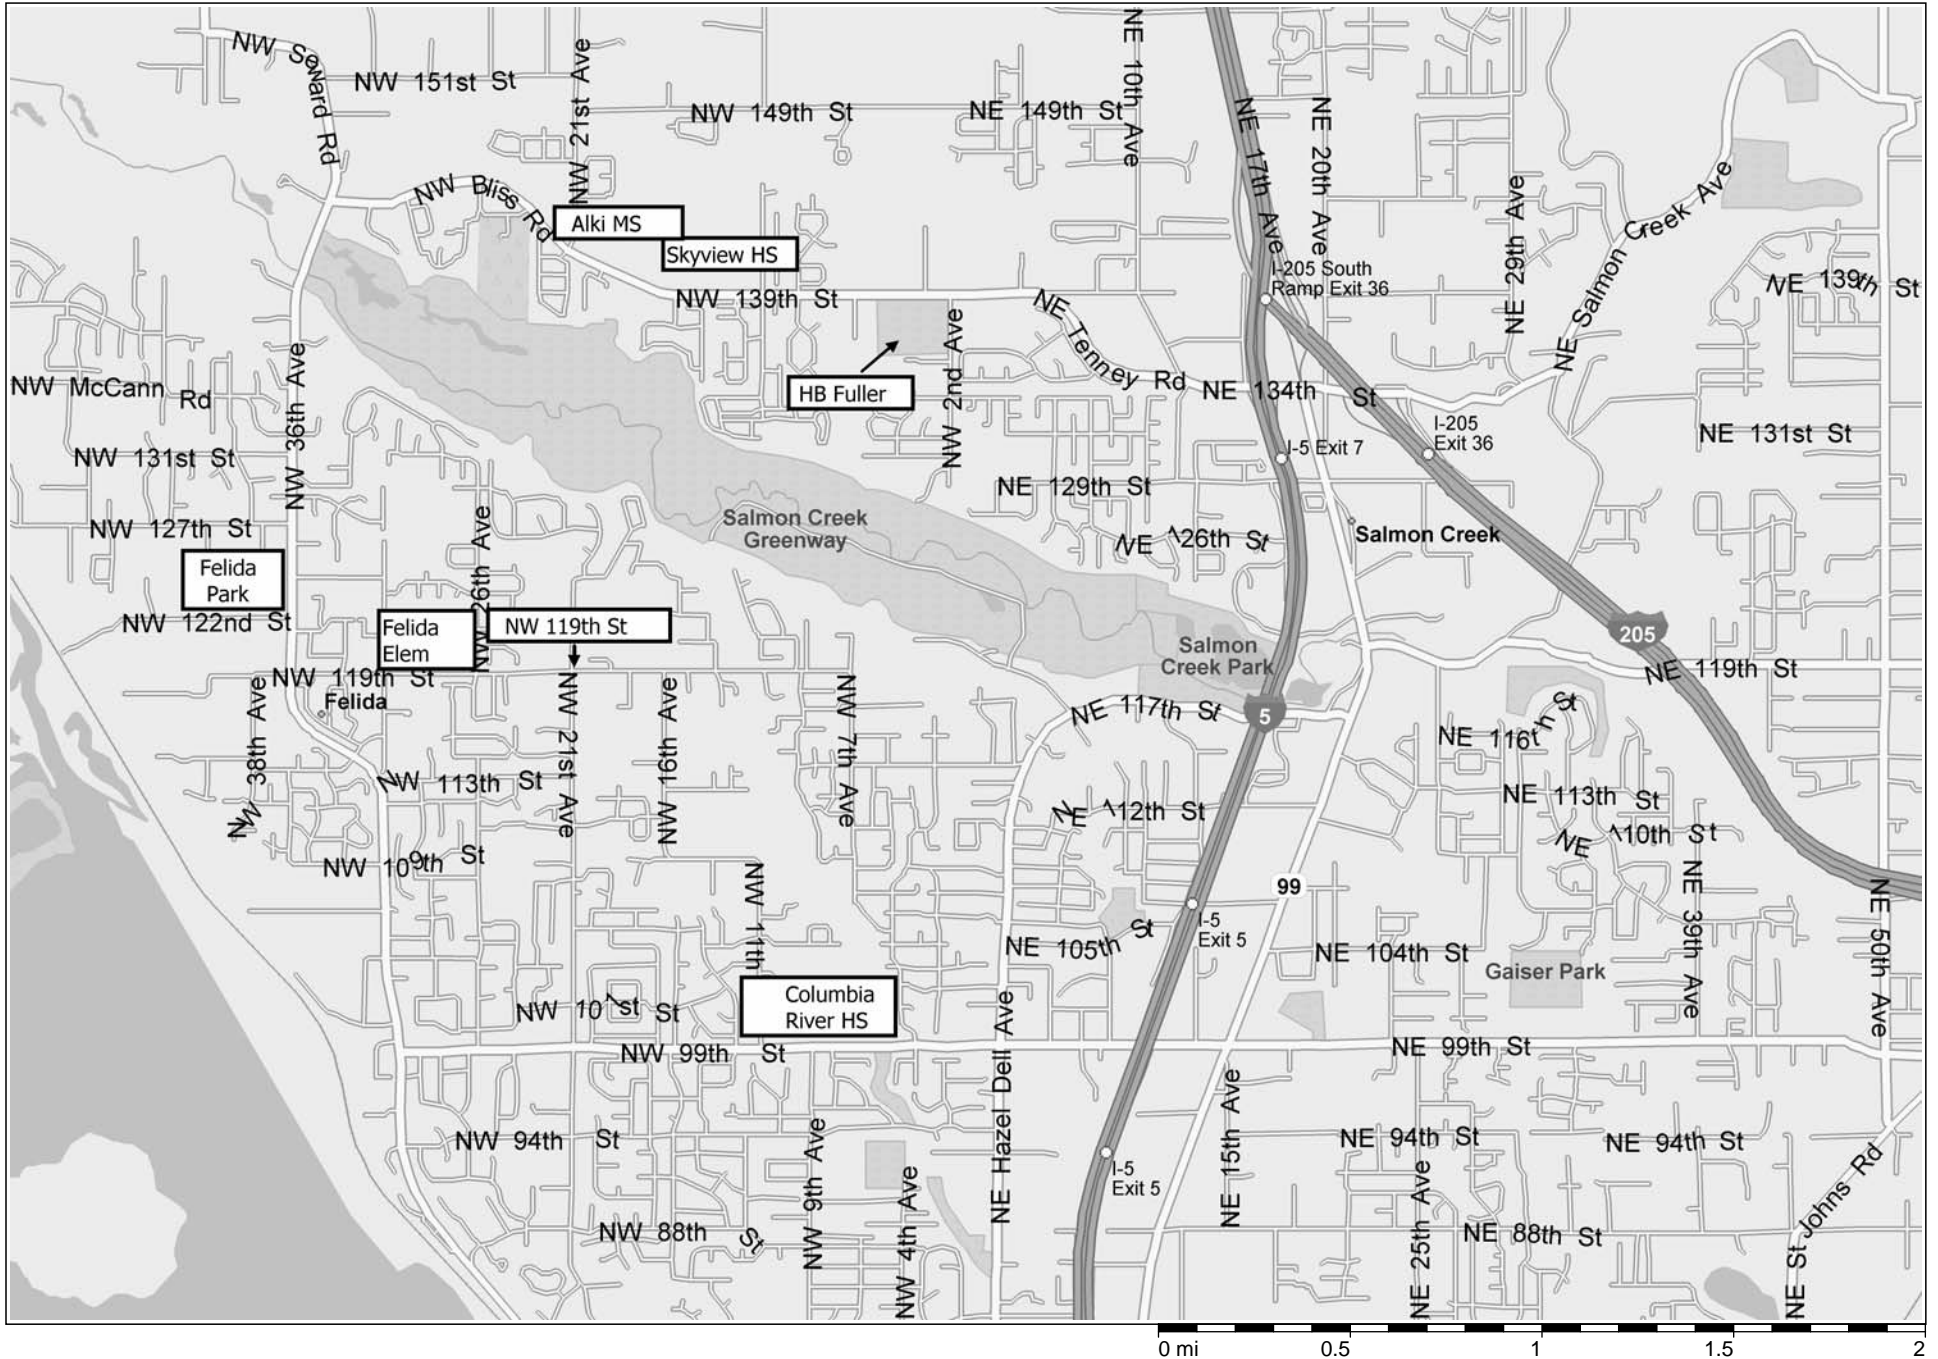 NW Seward Rd
NW 151st St
NW 21st Ave
NW 149th St
NE 149th St
NE 10th Ave
NE 17th Ave
NE 20th Ave
NE 29th Ave
NE Salmon Creek Ave
NE 139th St
NW Bliss Rd
Alki MS
Skyview HS
I-205 South
Ramp Exit 36
NW 139th St
NE Tenney Rd
NE 134th St
HB Fuller
NW 2nd Ave
NW McCann Rd
NW 36th Ave
NW 131st St
I-205
Exit 36
I-5 Exit 7
NE 131st St
NE 129th St
NW 127th St
NW 26th Ave
Salmon Creek
Greenway
NE 126th St
Salmon Creek
Felida
Park
NW 122nd St
Felida
Elem
NW 119th St
Salmon
Creek Park
205
NE 119th St
NW 119th St
Felida
NW 38th Ave
NW 21st Ave
NW 16th Ave
NW 7th Ave
NE 117th St
5
NE 116th St
NW 113th St
NE 112th St
NE 113th St
NE 110th St
NW 109th St
NW 11th
99
NE 39th Ave
NE 50th Ave
I-5
Exit 5
NE 105th St
NE 104th St
Gaiser Park
Columbia
River HS
NW 101st St
NW 99th St
NE Hazel Dell Ave
NE 99th St
NE 15th Ave
NW 94th St
NW 9th Ave
NE 94th St
NE 94th St
I-5
Exit 5
NW 4th Ave
NE 25th Ave
NW 88th St
NE 88th St
NE St Johns Rd
0 mi 0.5 1 1.5 2